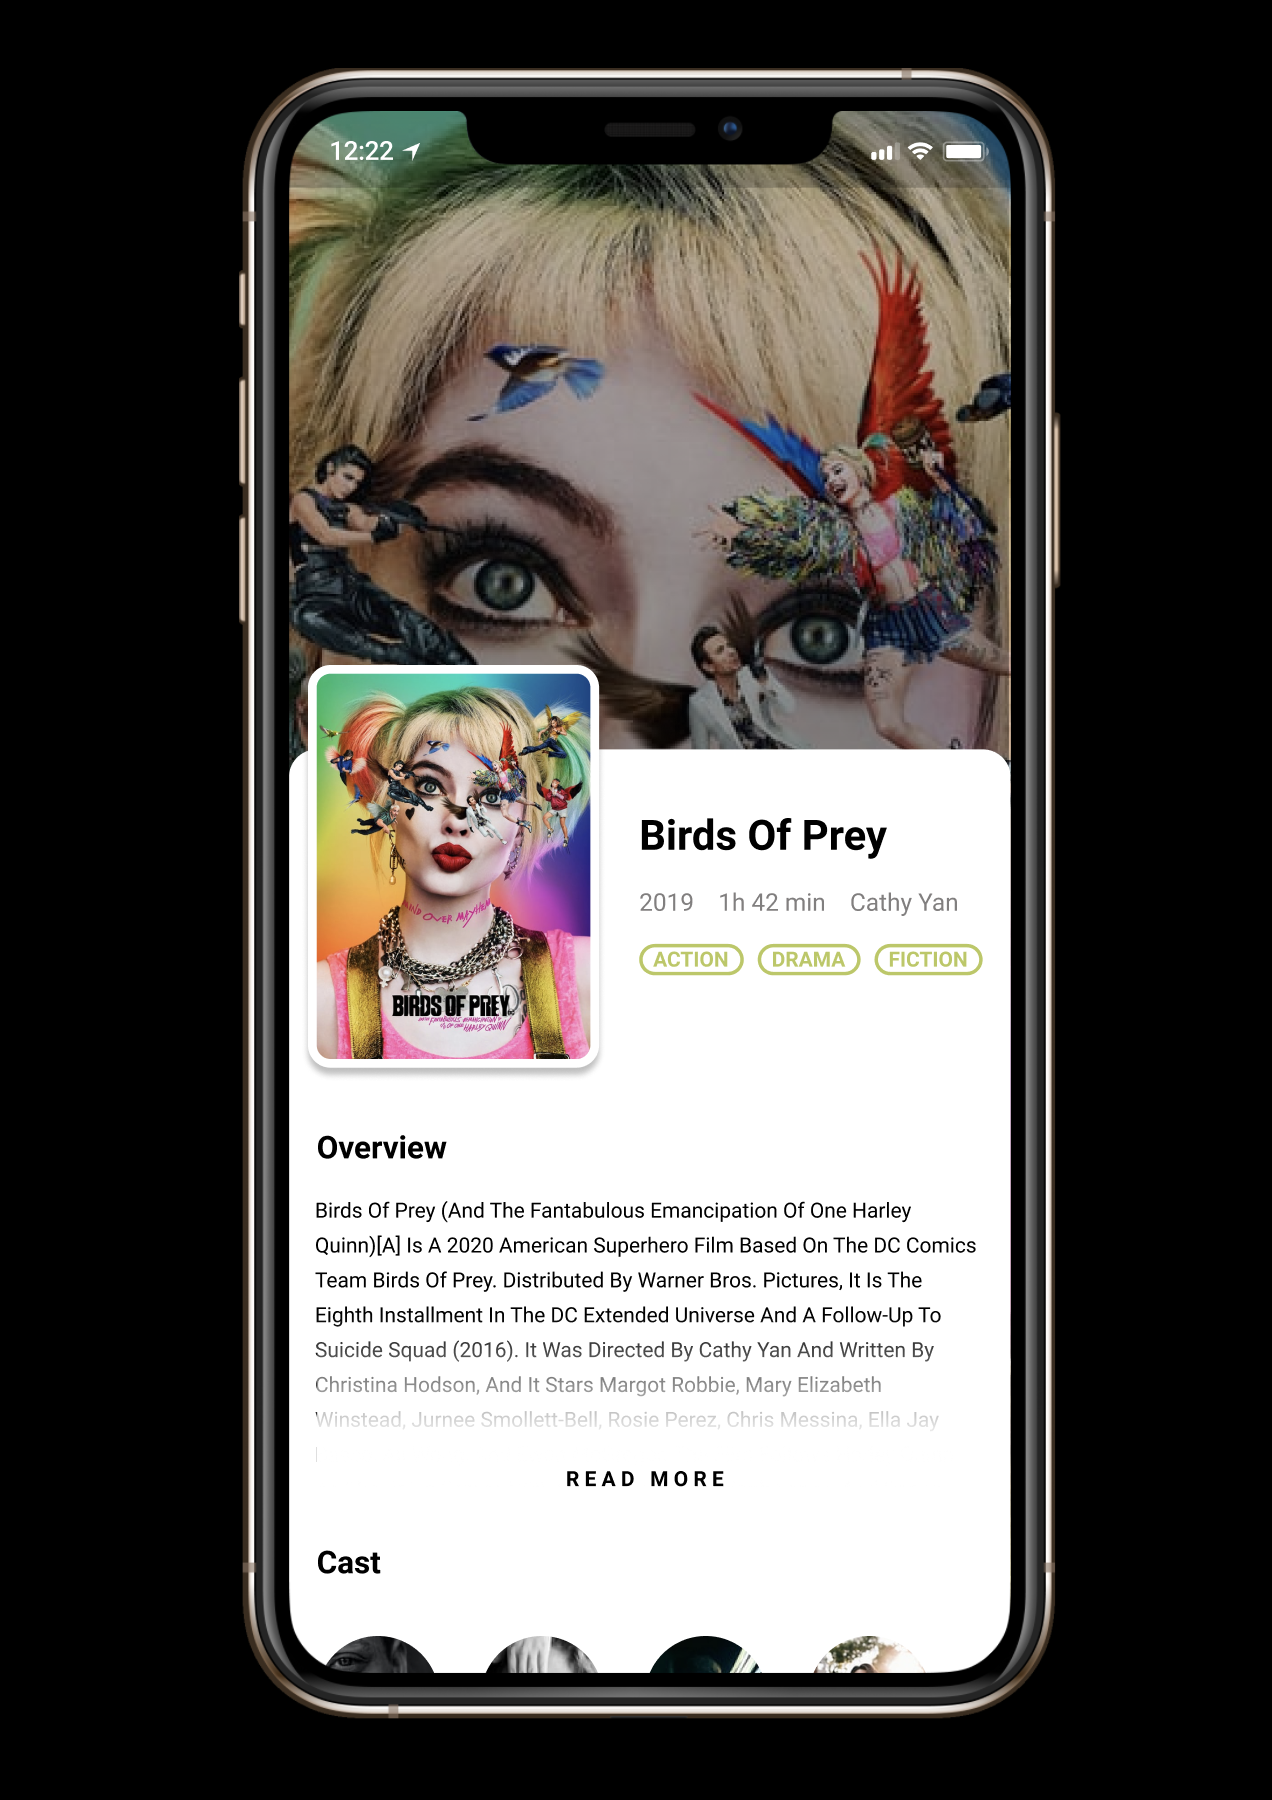 12:22
MIND OVER MAYHEM
BIRDS OF PREY
Birds Of Prey
2019 1h 42 min Cathy Yan
ACTION DRAMA FICTION
Overview
Birds Of Prey (And The Fantabulous Emancipation Of One Harley
Quinn)[A] Is A 2020 American Superhero Film Based On The DC Comics
Team Birds Of Prey. Distributed By Warner Bros. Pictures, It Is The
Eighth Installment In The DC Extended Universe And A Follow-Up To
Suicide Squad (2016). It Was Directed By Cathy Yan And Written By
Christina Hodson, And It Stars Margot Robbie, Mary Elizabeth
Winstead, Jurnee Smollett-Bell, Rosie Perez, Chris Messina, Ella Jay
READ MORE
Cast